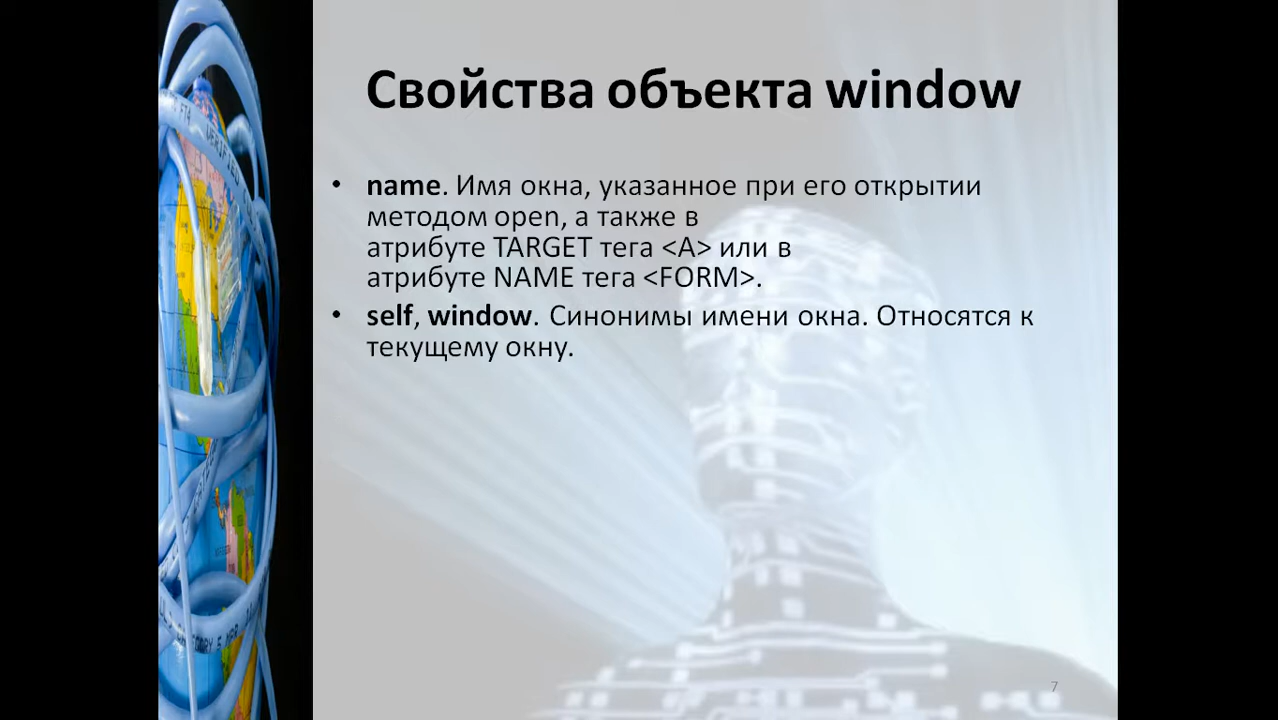 Свойства объекта window
• name. Имя окна, указанное при его открытии
методом open, а также в
атрибуте TARGET тега <A> или в
атрибуте NAME тега <FORM>.
• self, window. Синонимы имени окна. Относятся к
текущему окну.
VERIFIED
7